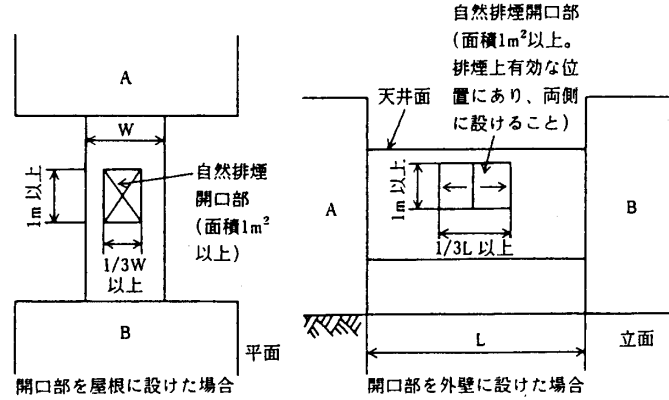 A
W
1m 以上
自然排煙
開口部
(面積1m²
以上)
1/3W
以上
B
平面
開口部を屋根に設けた場合
自然排煙開口部
(面積1m²以上。
排煙上有効な位
置にあり、両側
に設けること)
天井面
1m 以上
A
B
1/3L 以上
L
立面
開口部を外壁に設けた場合